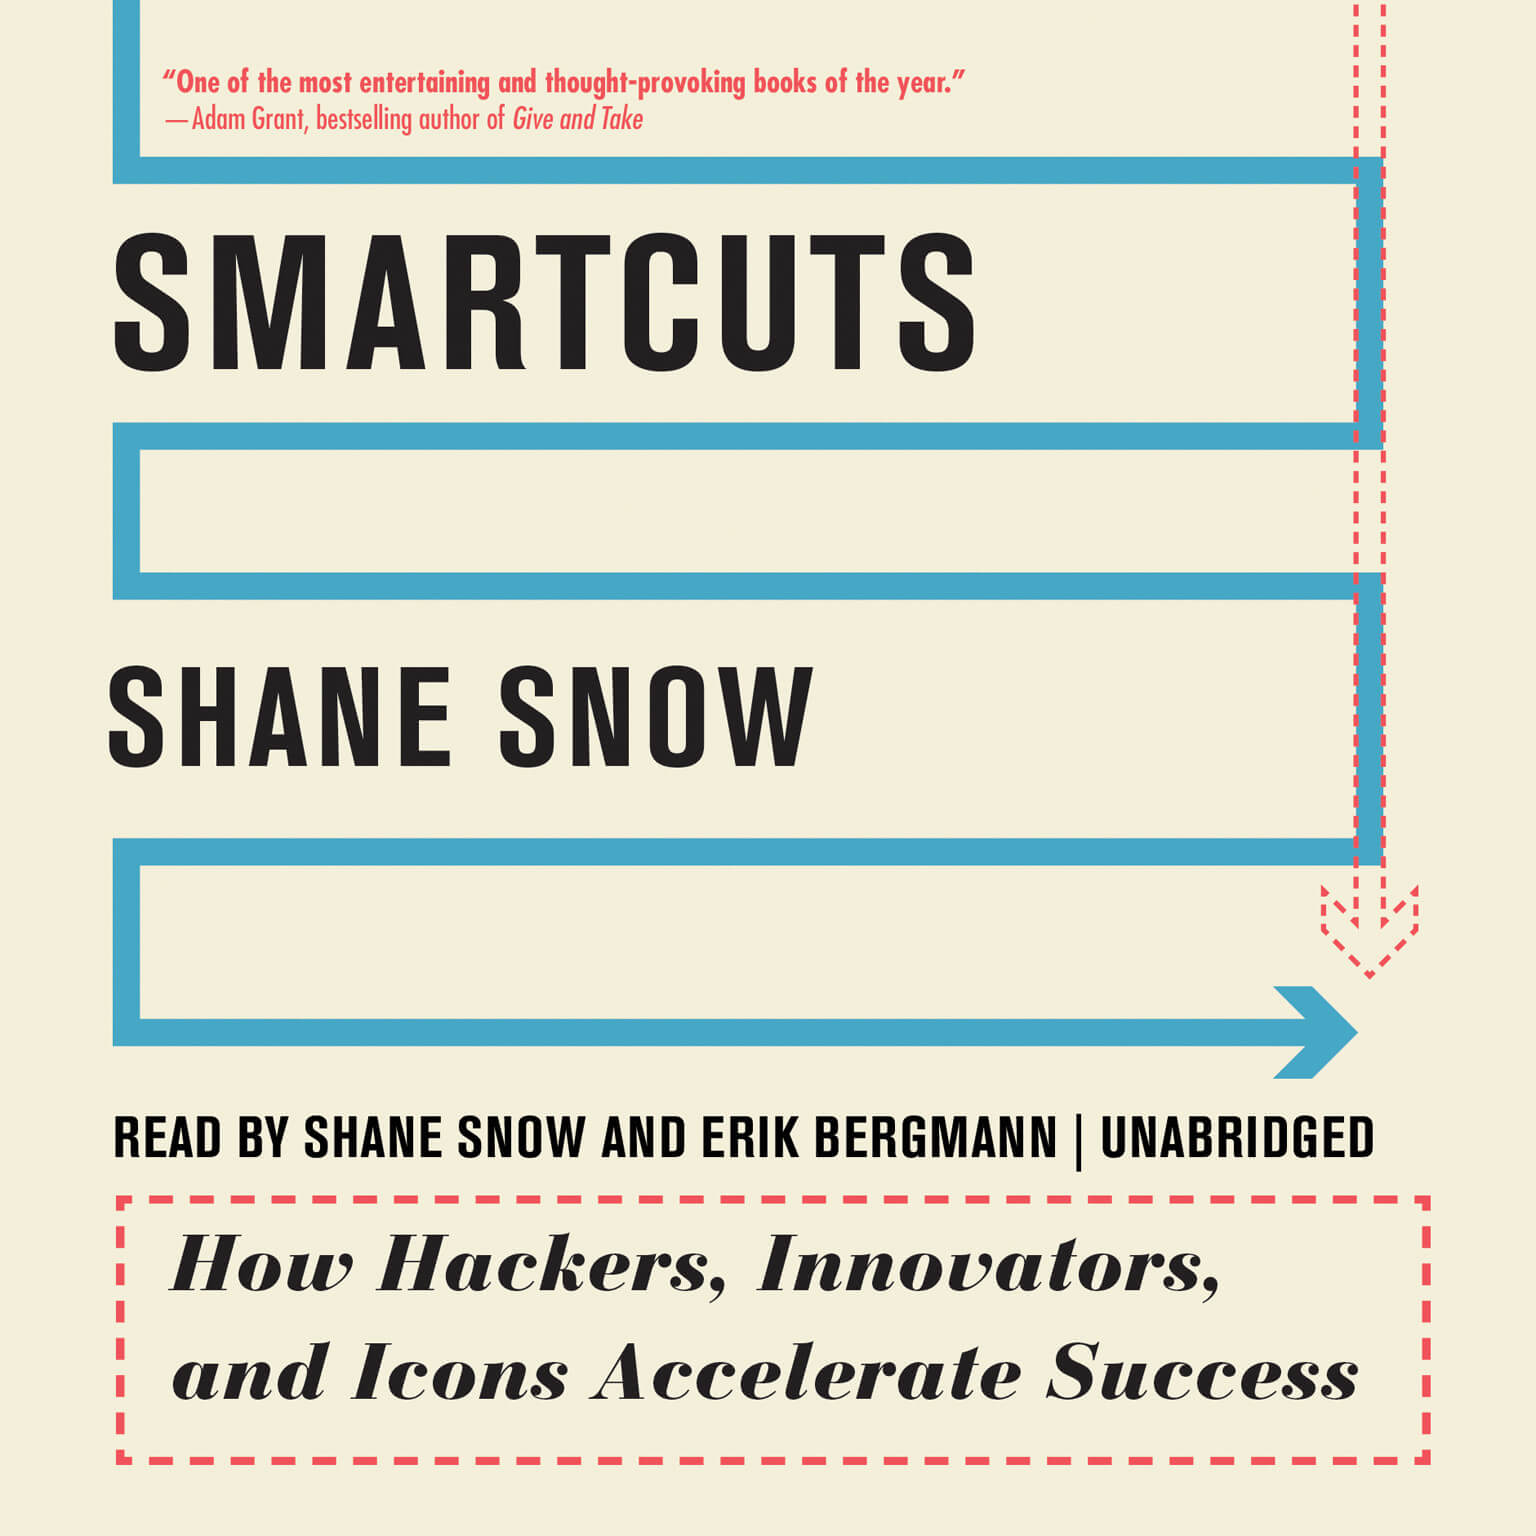 “One of the most entertaining and thought-provoking books of the year.”
—Adam Grant, bestselling author of Give and Take
SMARTCUTS
SHANE SNOW
READ BY SHANE SNOW AND ERIK BERGMANN | UNABRIDGED
How Hackers, Innovators,
and Icons Accelerate Success